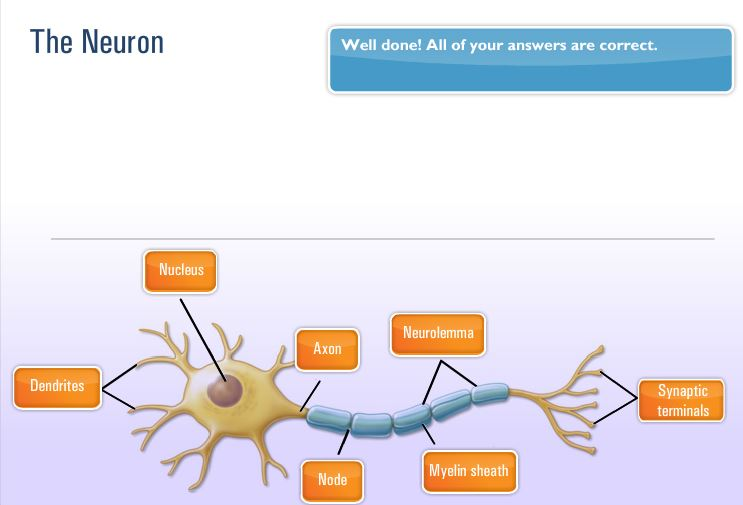 The Neuron
Well done! All of your answers are correct.
Nucleus
Axon
Neurolemma
Dendrites
Synaptic
terminals
Node
Myelin sheath